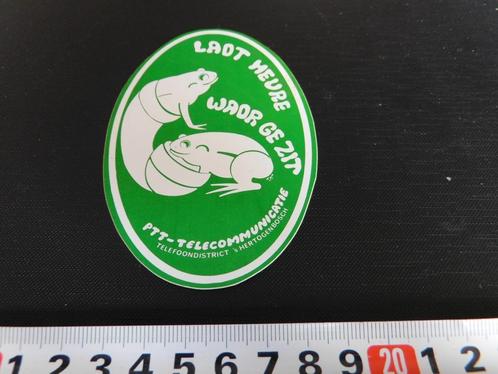 LAOT HEURE
WAOR GE ZIT
PTT-TELECOMMUNICATIE
TELEFOONDISTRICT 's HERTOGENBOSCH
1 2 3 4 5 6 7 8 9 20 1 2